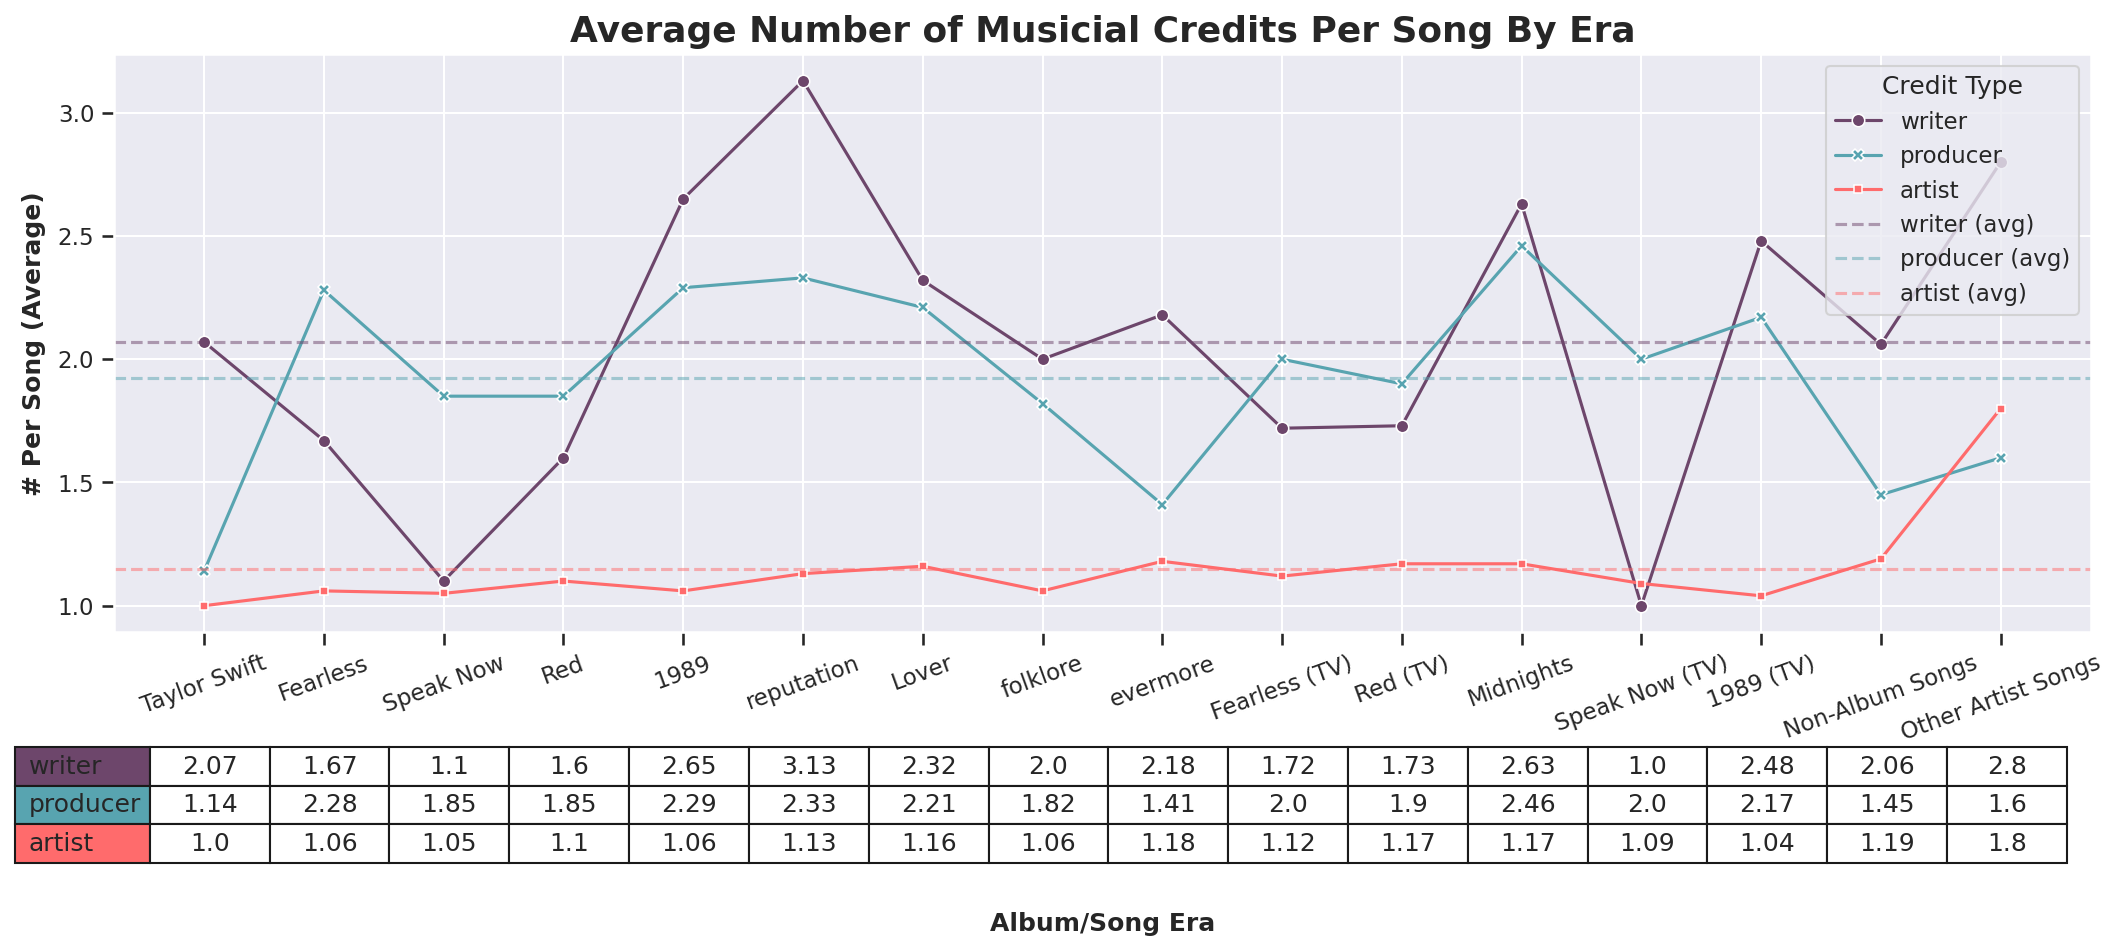 Average Number of Musicial Credits Per Song By Era
# Per Song (Average)
3.0
2.5
2.0
1.5
1.0
Credit Type
writer
producer
artist
writer (avg)
producer (avg)
artist (avg)
Taylor Swift
Fearless
Speak Now
Red
1989
reputation
Lover
folklore
evermore
Fearless (TV)
Red (TV)
Midnights
Speak Now (TV)
1989 (TV)
Non-Album Songs
Other Artist Songs
writer 2.07 1.67 1.1 1.6 2.65 3.13 2.32 2.0 2.18 1.72 1.73 2.63 1.0 2.48 2.06 2.8
producer 1.14 2.28 1.85 1.85 2.29 2.33 2.21 1.82 1.41 2.0 1.9 2.46 2.0 2.17 1.45 1.6
artist 1.0 1.06 1.05 1.1 1.06 1.13 1.16 1.06 1.18 1.12 1.17 1.17 1.09 1.04 1.19 1.8
Album/Song Era